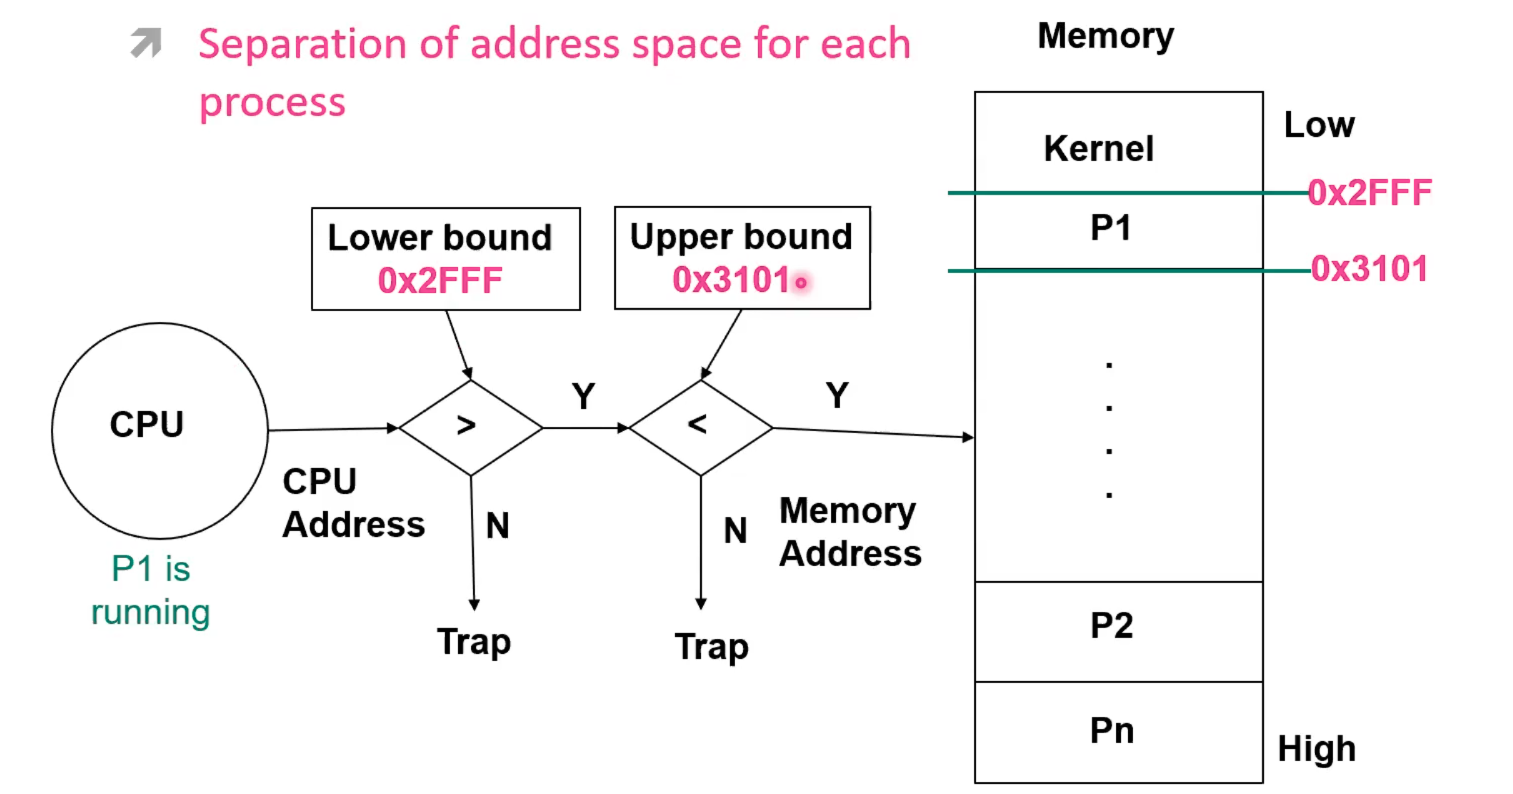 Separation of address space for each
process
Memory
Low
Kernel
0x2FFF
P1
0x3101
Lower bound
0x2FFF
Upper bound
0x3101
CPU
>
Y
<
Y
CPU
Address
N
N
Memory
Address
P1 is
running
Trap
Trap
P2
Pn
High